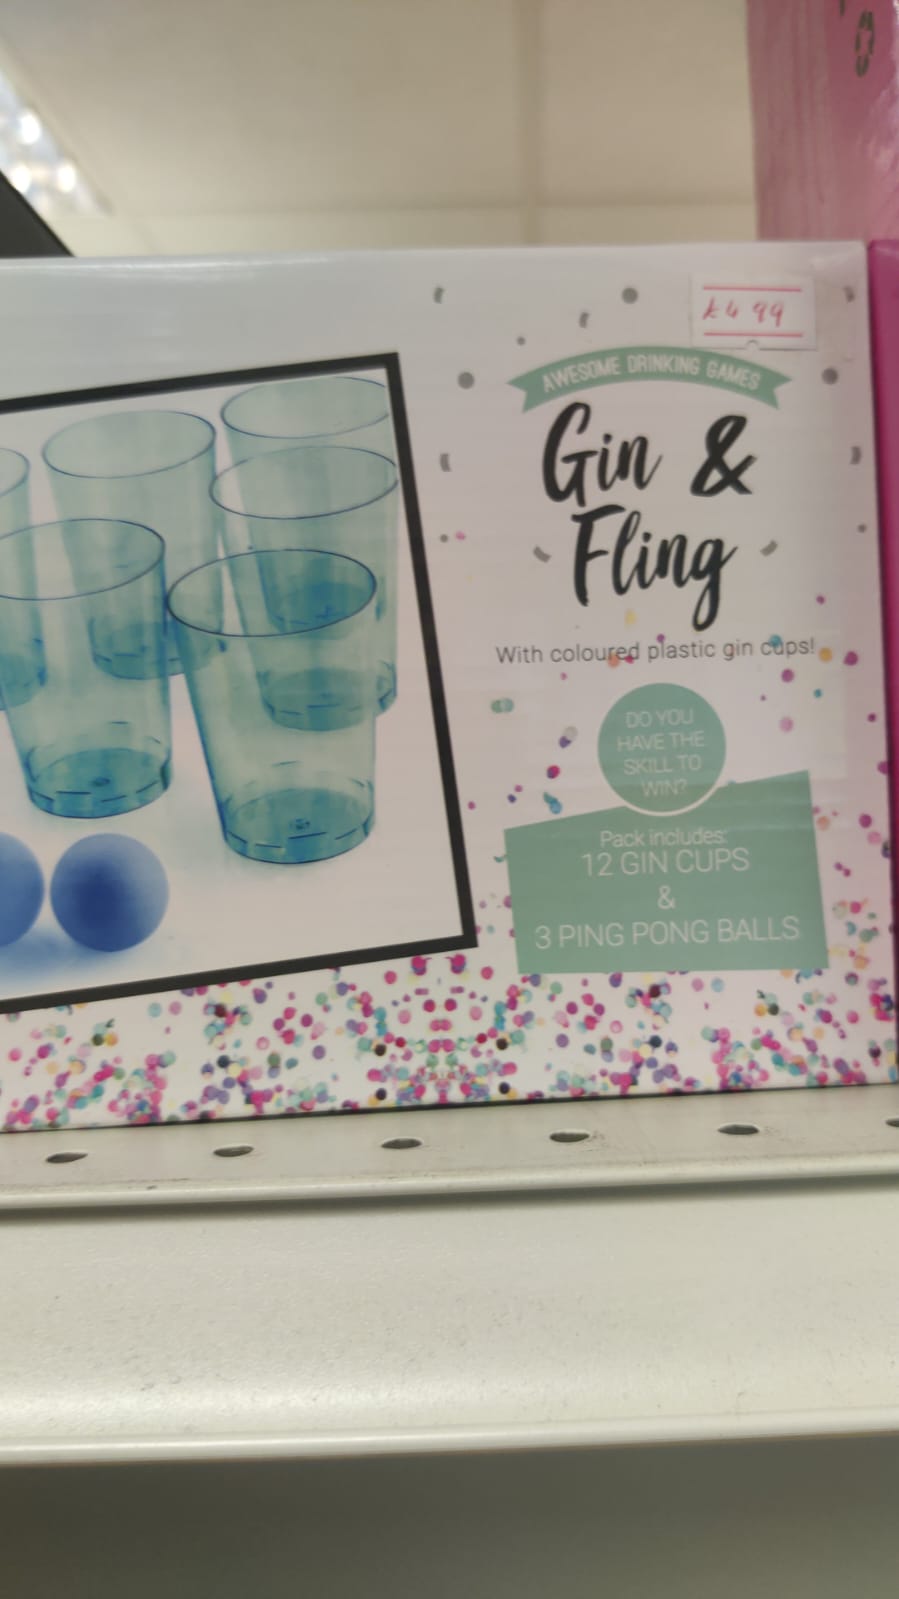 £4 99
AWESOME DRINKING GAMES
Gin &
Fling
With coloured plastic gin cups!
DO YOU
HAVE THE
SKILL TO
WIN?
Pack includes:
12 GIN CUPS
&
3 PING PONG BALLS